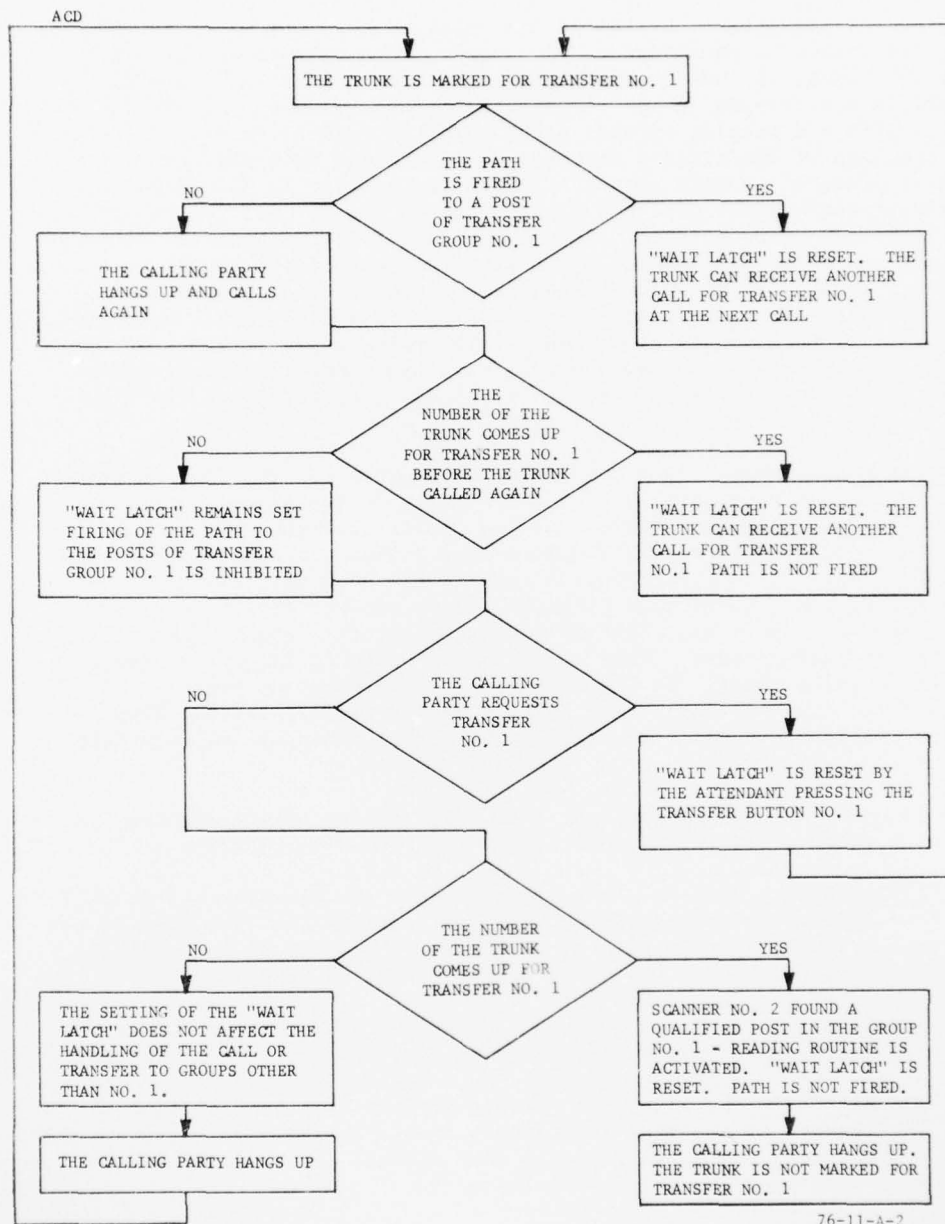 ACD
THE TRUNK IS MARKED FOR TRANSFER NO. 1
THE PATH
IS FIRED
TO A POST
OF TRANSFER
GROUP NO. 1
NO
YES
THE CALLING PARTY
HANGS UP AND CALLS
AGAIN
"WAIT LATCH" IS RESET. THE
TRUNK CAN RECEIVE ANOTHER
CALL FOR TRANSFER NO. 1
AT THE NEXT CALL
THE
NUMBER OF THE
TRUNK COMES UP
FOR TRANSFER NO. 1
BEFORE THE TRUNK
CALLED AGAIN
NO
YES
"WAIT LATCH" REMAINS SET
FIRING OF THE PATH TO
THE POSTS OF TRANSFER
GROUP NO. 1 IS INHIBITED
"WAIT LATCH" IS RESET. THE
TRUNK CAN RECEIVE ANOTHER
CALL FOR TRANSFER
NO.1 PATH IS NOT FIRED
THE CALLING
PARTY REQUESTS
TRANSFER
NO. 1
NO
YES
"WAIT LATCH" IS RESET BY
THE ATTENDANT PRESSING THE
TRANSFER BUTTON NO. 1
THE NUMBER
OF THE TRUNK
COMES UP FOR
TRANSFER NO. 1
NO
YES
THE SETTING OF THE "WAIT
LATCH" DOES NOT AFFECT THE
HANDLING OF THE CALL OR
TRANSFER TO GROUPS OTHER
THAN NO. 1.
SCANNER NO. 2 FOUND A
QUALIFIED POST IN THE GROUP
NO. 1 - READING ROUTINE IS
ACTIVATED. "WAIT LATCH" IS
RESET. PATH IS NOT FIRED.
THE CALLING PARTY HANGS UP
THE CALLING PARTY HANGS UP.
THE TRUNK IS NOT MARKED FOR
TRANSFER NO. 1
76-11-A-2